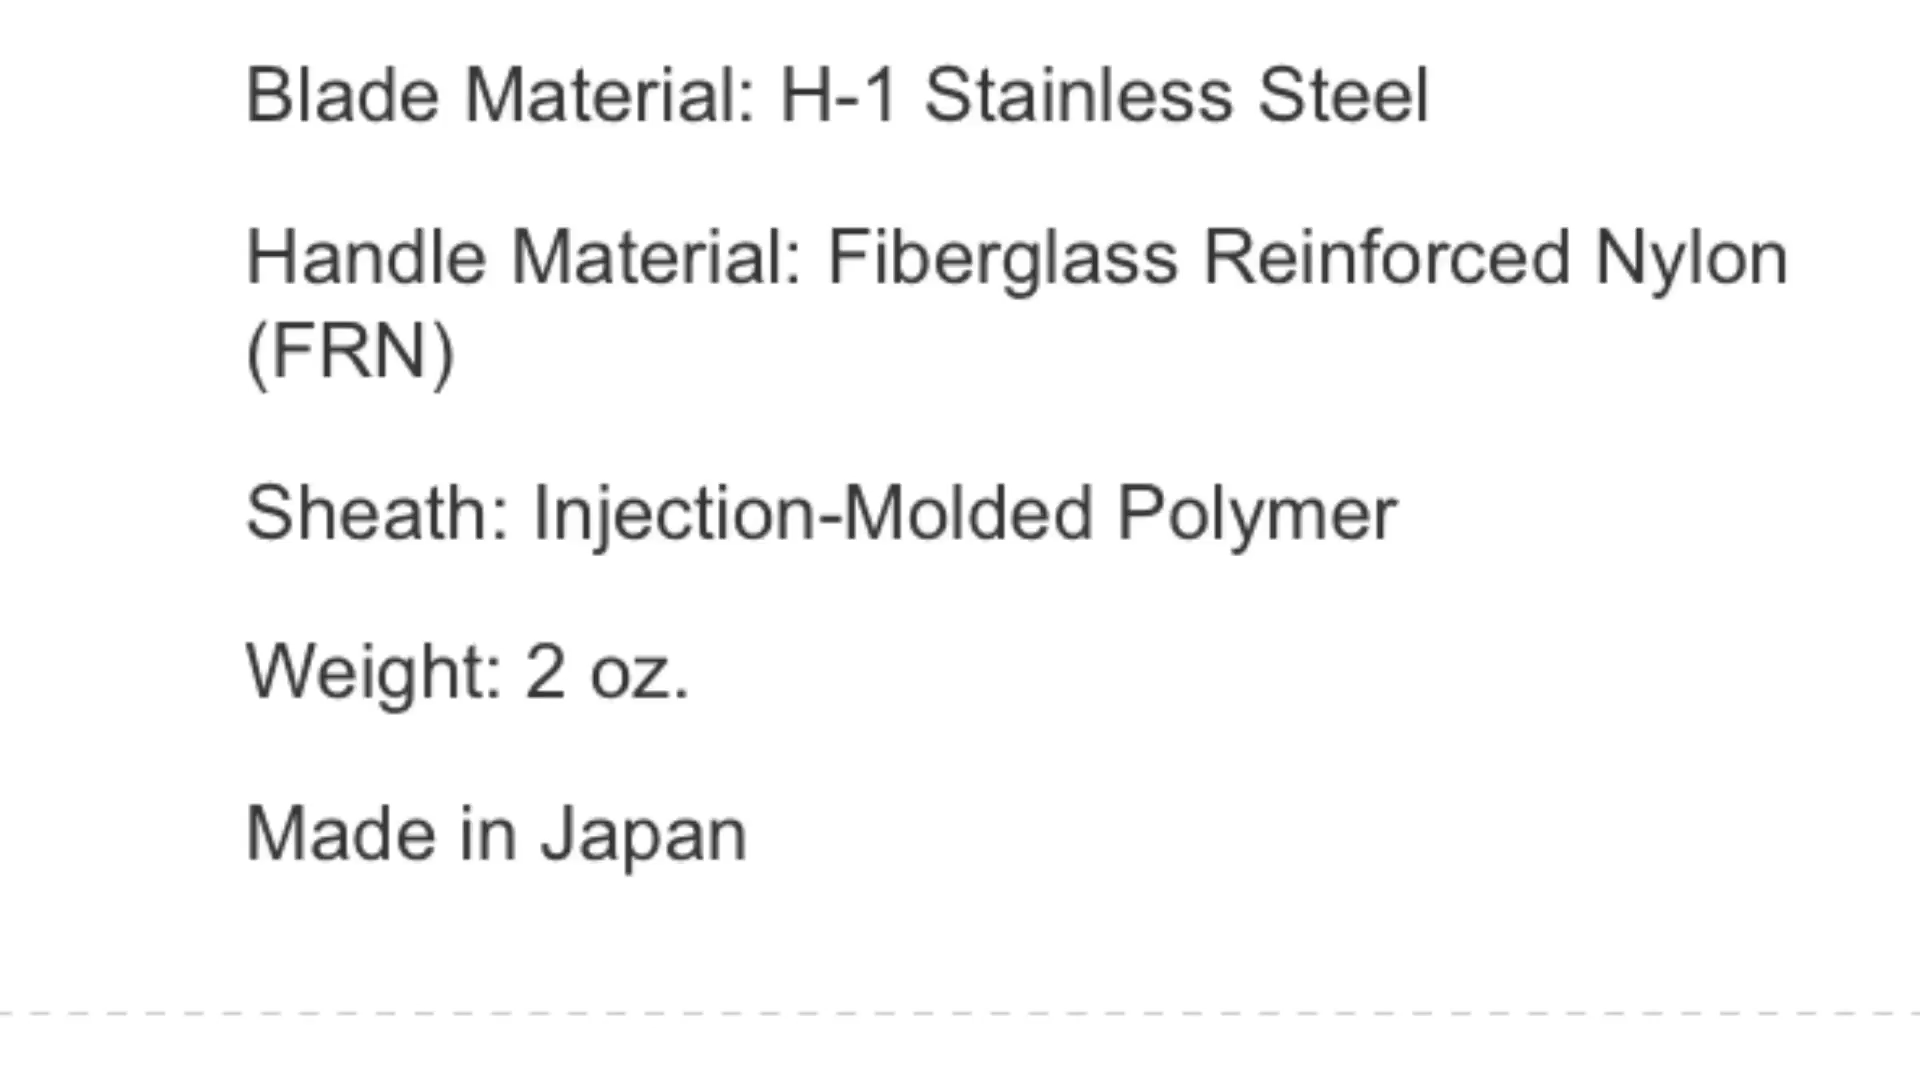 Blade Material: H-1 Stainless Steel
Handle Material: Fiberglass Reinforced Nylon
(FRN)
Sheath: Injection-Molded Polymer
Weight: 2 oz.
Made in Japan